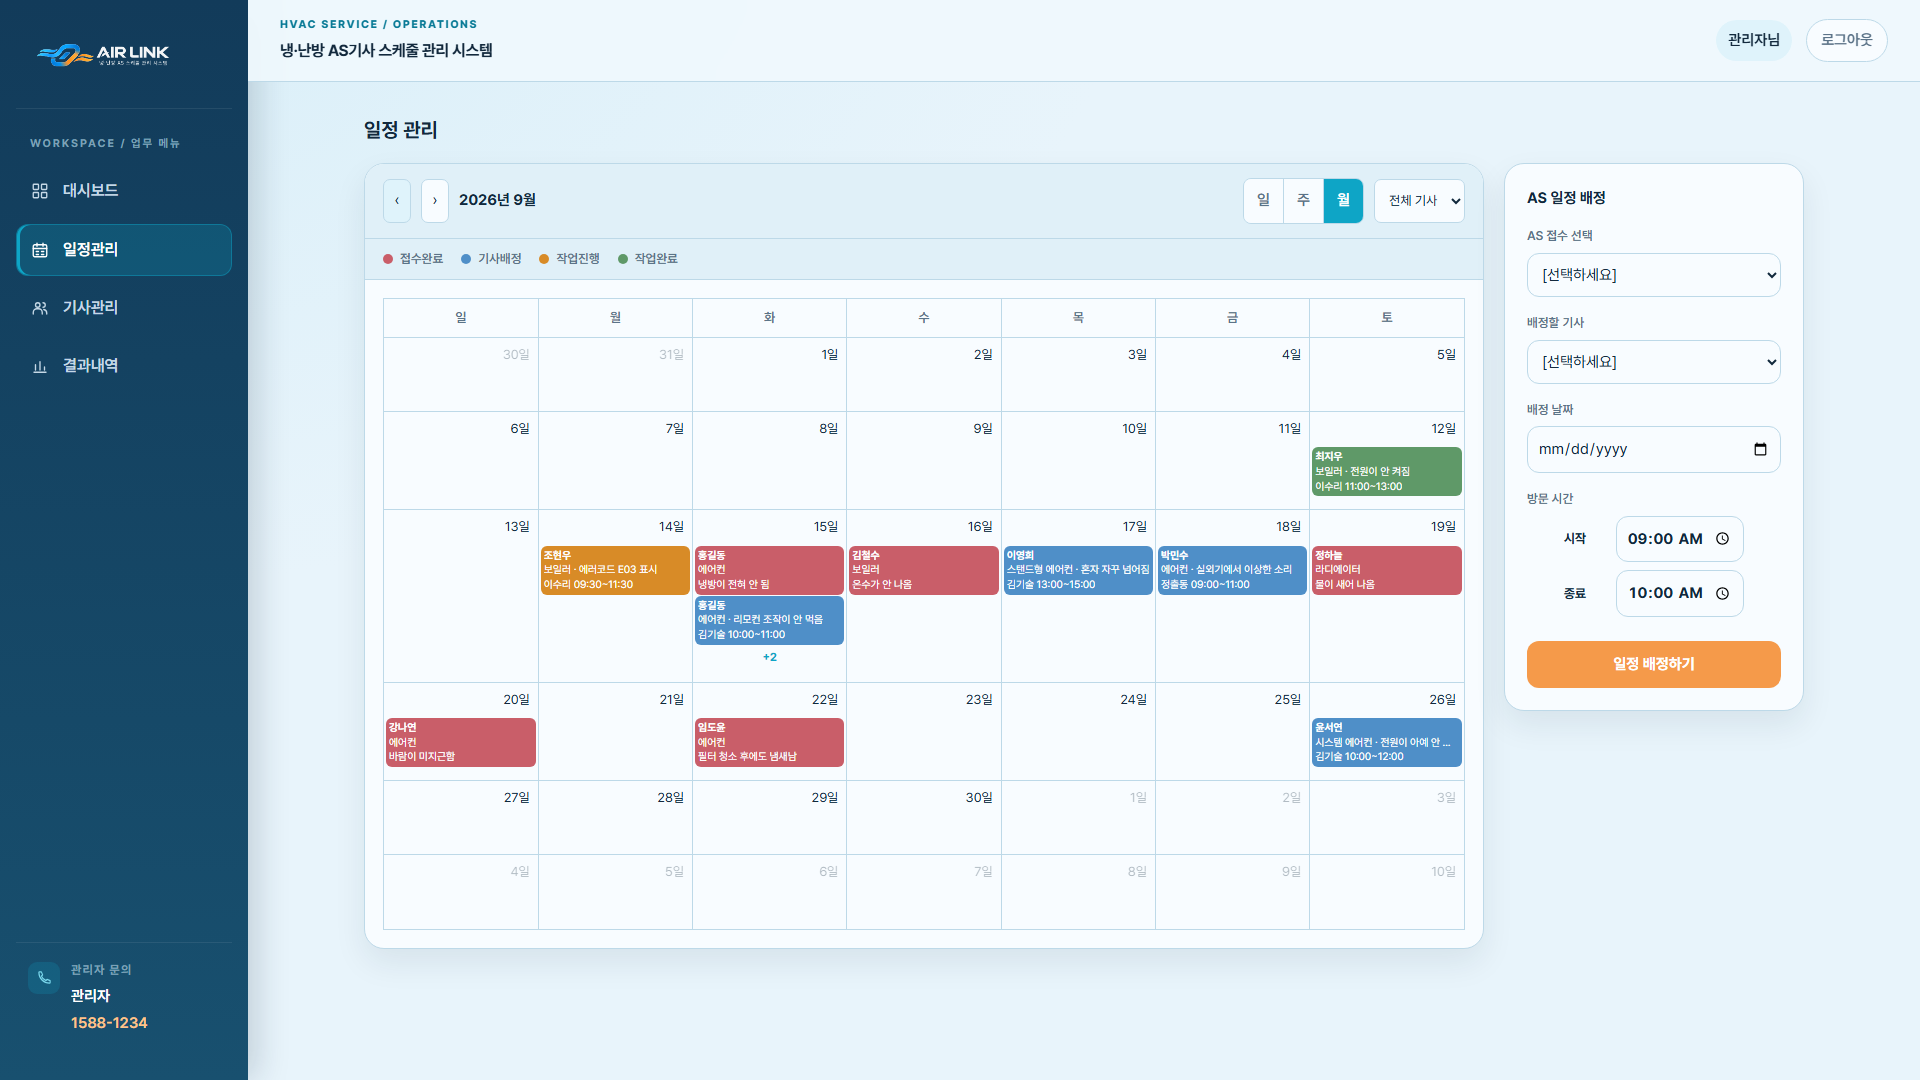 AIR LINK
냉·난방 AS 스케줄 관리 시스템
WORKSPACE / 업무 메뉴
대시보드
일정관리
기사관리
결과내역
관리자 문의
관리자
1588-1234
HVAC SERVICE / OPERATIONS
냉·난방 AS기사 스케줄 관리 시스템
관리자님
로그아웃
일정 관리
‹ › 2026년 9월
일 주 월 전체 기사
접수완료 기사배정 작업진행 작업완료
일 월 화 수 목 금 토
30일 31일 1일 2일 3일 4일 5일
6일 7일 8일 9일 10일 11일 12일
최지우
보일러 · 전원이 안 켜짐
이수리 11:00~13:00
13일 14일 15일 16일 17일 18일 19일
조현우
보일러 · 에러코드 E03 표시
이수리 09:30~11:30
홍길동
에어컨
냉방이 전혀 안 됨
홍길동
에어컨 · 리모컨 조작이 안 먹음
김기술 10:00~11:00
+2
김철수
보일러
온수가 안 나옴
이영희
스탠드형 에어컨 · 혼자 자꾸 넘어짐
김기술 13:00~15:00
박민수
에어컨 · 실외기에서 이상한 소리
정출동 09:00~11:00
정하늘
라디에이터
물이 새어 나옴
20일 21일 22일 23일 24일 25일 26일
강나연
에어컨
바람이 미지근함
임도윤
에어컨
필터 청소 후에도 냄새남
윤서연
시스템 에어컨 · 전원이 아예 안 ...
김기술 10:00~12:00
27일 28일 29일 30일 1일 2일 3일
4일 5일 6일 7일 8일 9일 10일
AS 일정 배정
AS 접수 선택
[선택하세요]
배정할 기사
[선택하세요]
배정 날짜
mm/dd/yyyy
방문 시간
시작 09:00 AM
종료 10:00 AM
일정 배정하기